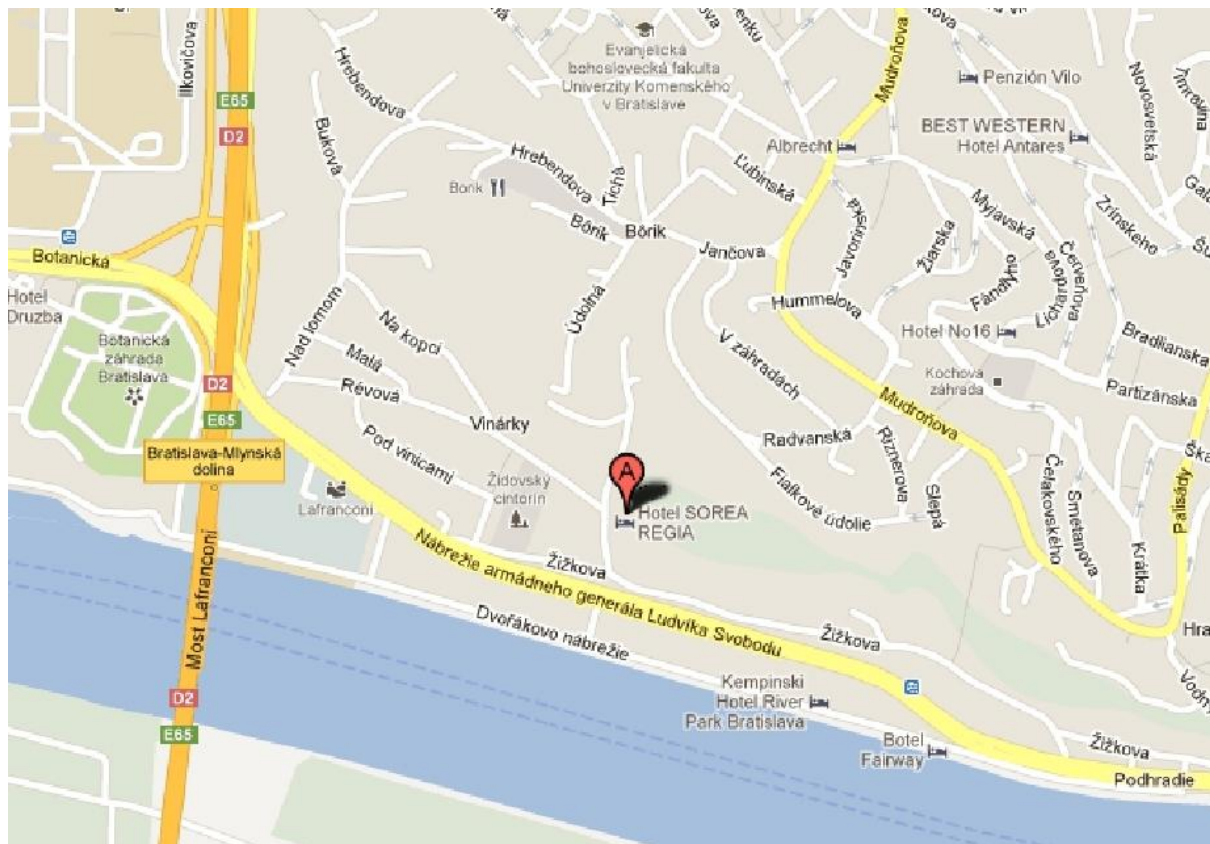 Ilkovičova
E65
D2
Hrebendova
Buková
Evanjelická
bohoslovecká fakulta
Univerzity Komenského
v Bratislave
Mudroňova
Penzión Vilo
Novosvetská
BEST WESTERN
Hotel Antares
Albrecht
Hrebendova
Borik
Tichá
Ľubinská
Javorinská
Žiarska
Myjavská
Zrínskeho
Botanická
Bôrik
Bôrik
Jančova
Údolná
Hummelova
Fándlyho
Červeňova
Lichardova
Bradlianska
Hotel
Druzba
Botanická
záhrada
Bratislava
Nad lomom
Na kopci
Malá
Révová
Vinárky
Pod vinicami
V záhradách
Hotel No16
Kochova
záhrada
Partizánska
Mudroňova
D2
E65
Bratislava-Mlynská
dolina
Radvanská
Riznerova
Slepá
Čelakovského
Smetanova
Krátka
Palisády
Lafranconi
Židovský
cintorín
A
Hotel SOREA
REGIA
Fialkové údolie
Most Lafranconi
Žižkova
Nábrežie armádneho generála Ludvíka Svobodu
Dvořákovo nábrežie
Žižkova
D2
E65
Kempinski
Hotel River
Park Bratislava
Botel
Fairway
Žižkova
Podhradie